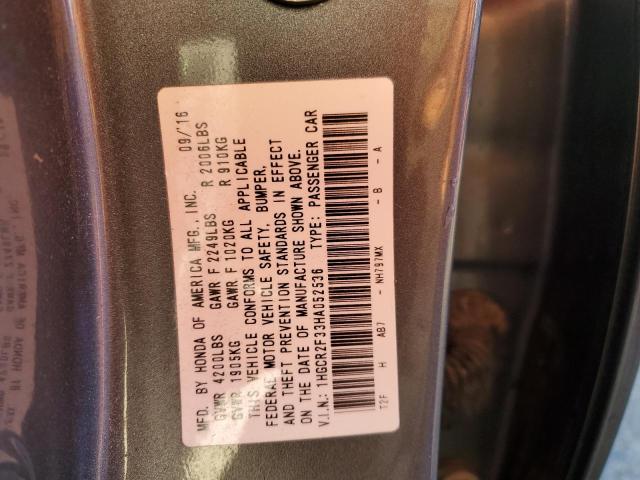 MFD. BY HONDA OF AMERICA MFG., INC. 09/'16
GVWR 4200LBS GAWR F 2249LBS R 2006LBS
GVWR 1905KG GAWR F 1020KG R 910KG
THIS VEHICLE CONFORMS TO ALL APPLICABLE
FEDERAL MOTOR VEHICLE SAFETY, BUMPER,
AND THEFT PREVENTION STANDARDS IN EFFECT
ON THE DATE OF MANUFACTURE SHOWN ABOVE.
V.I.N.: 1HGCR2F33HA052536 TYPE: PASSENGER CAR
T2F H AB7 - NH797MX - B - A